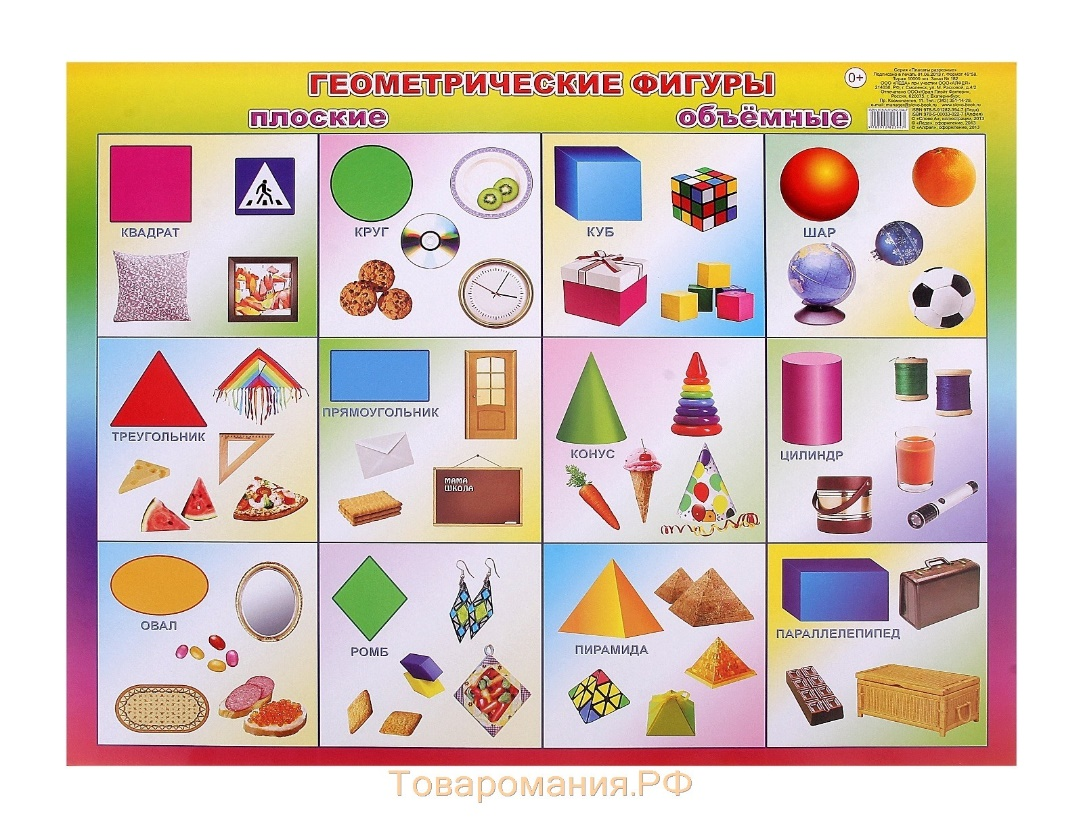 ГЕОМЕТРИЧЕСКИЕ ФИГУРЫ
0+
плоские
объёмные
КВАДРАТ
КРУГ
КУБ
ШАР
ТРЕУГОЛЬНИК
ПРЯМОУГОЛЬНИК
МАМА
ШКОЛА
КОНУС
ЦИЛИНДР
ОВАЛ
РОМБ
ПИРАМИДА
ПАРАЛЛЕЛЕПИПЕД
Товаромания.РФ